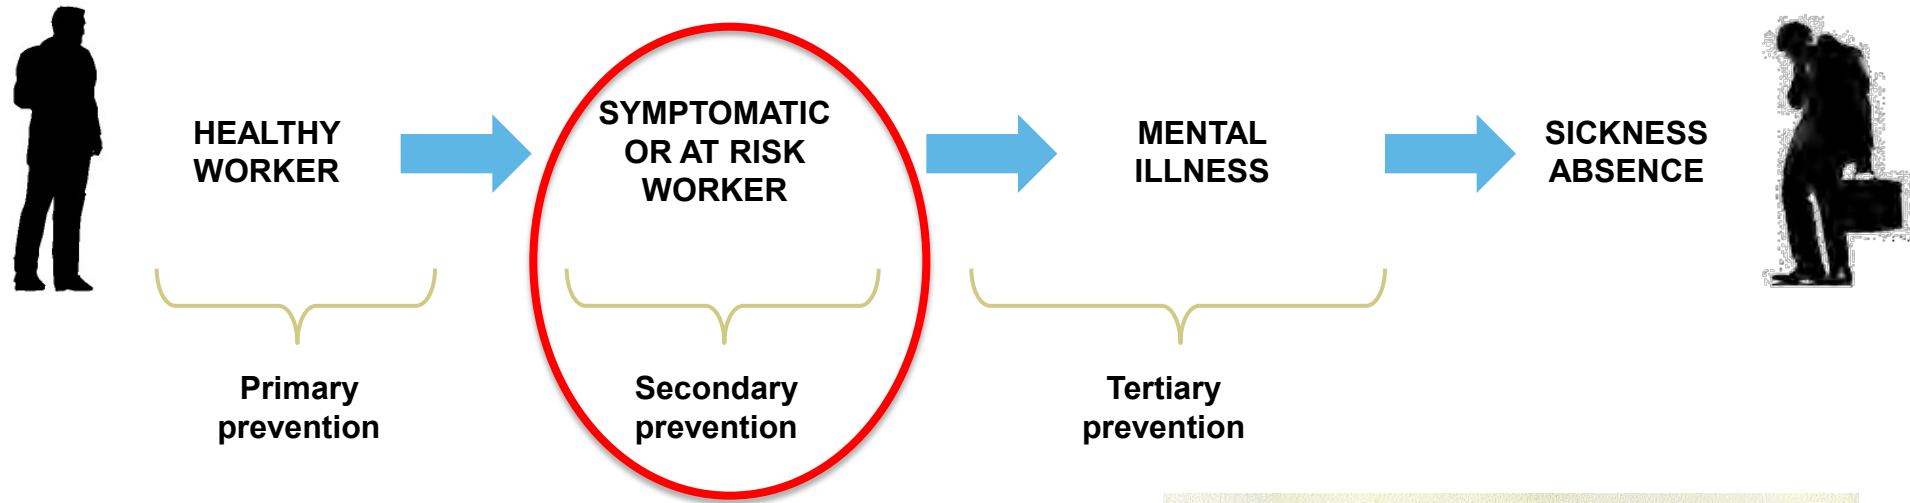 HEALTHY
WORKER
SYMPTOMATIC
OR AT RISK
WORKER
MENTAL
ILLNESS
SICKNESS
ABSENCE
Primary
prevention
Secondary
prevention
Tertiary
prevention